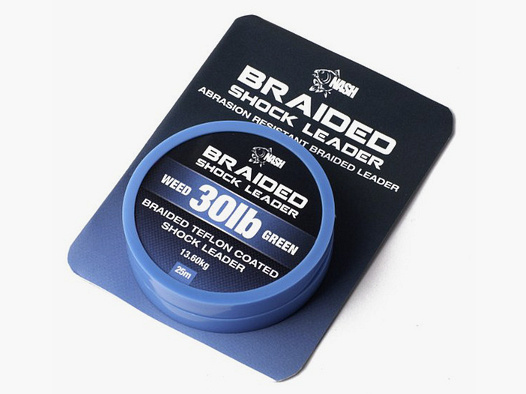 NASH
BRAIDED
SHOCK LEADER
ABRASION RESISTANT BRAIDED LEADER
NASH
BRAIDED
SHOCK LEADER
WEED 30lb GREEN
BRAIDED TEFLON COATED
SHOCK LEADER
13.60kg
25m